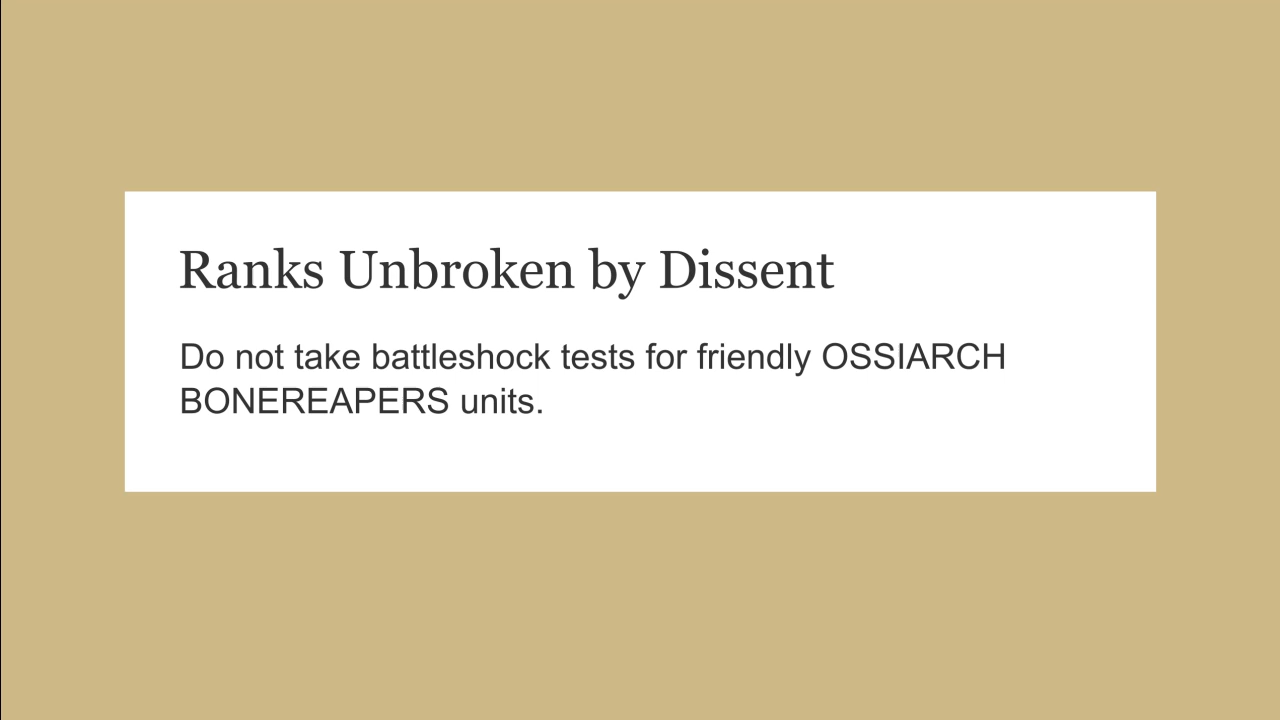 Ranks Unbroken by Dissent
Do not take battleshock tests for friendly OSSIARCH
BONEREAPERS units.